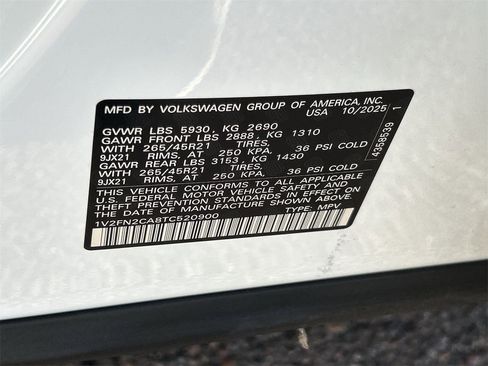 MFD BY VOLKSWAGEN GROUP OF AMERICA, INC.
USA 10/2025
GVWR LBS 5930, KG 2690
GAWR FRONT LBS 2888, KG 1310
WITH 265/45R21 TIRES,
9JX21 RIMS, AT 250 KPA, 36 PSI COLD
GAWR REAR LBS 3153, KG 1430
WITH 265/45R21 TIRES,
9JX21 RIMS, AT 250 KPA, 36 PSI COLD
THIS VEHICLE CONFORMS TO ALL APPLICABLE
U.S. FEDERAL MOTOR VEHICLE SAFETY AND
THEFT PREVENTION STANDARDS IN EFFECT ON
THE DATE OF MANUFACTURE SHOWN ABOVE.
1V2FN2CA8TC520900 TYPE: MPV
4358539 1